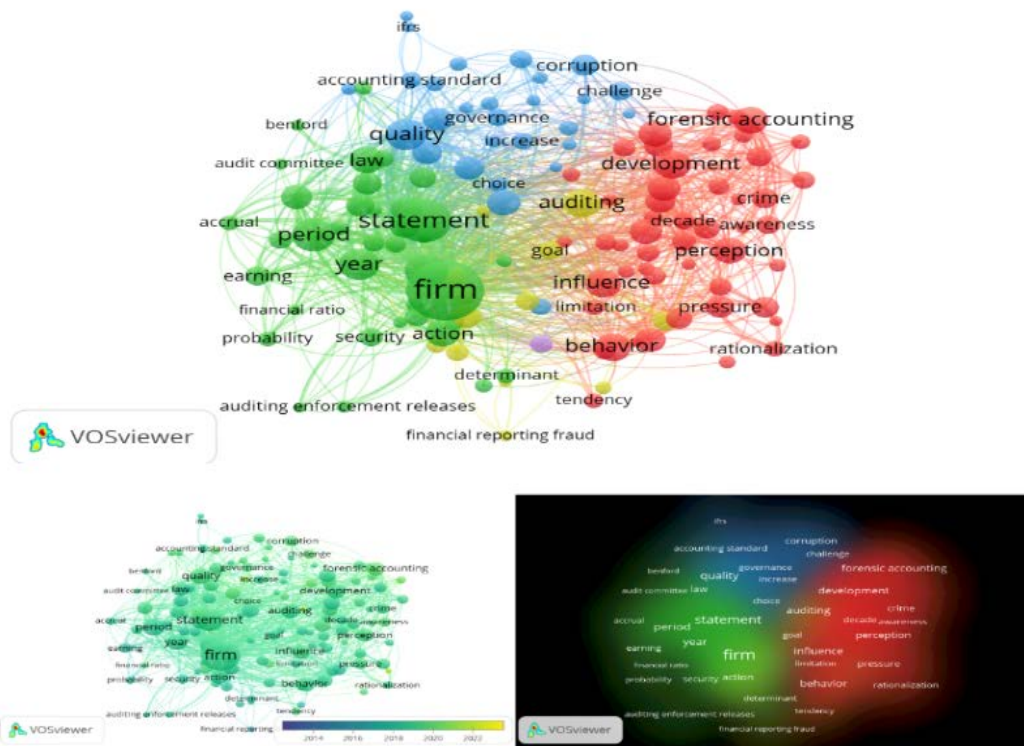 ifrs
corruption
accounting standard
challenge
benford
governance
forensic accounting
quality
increase
audit committee law
development
choice
crime
auditing
accrual
statement
decade awareness
period
goal
perception
year
earning
influence
firm
financial ratio
limitation
pressure
probability
security action
behavior
rationalization
determinant
tendency
auditing enforcement releases
financial reporting fraud
VOSviewer
ifrs
corruption
accounting standard
challenge
benford
governance
forensic accounting
quality
increase
audit committee law
development
choice
crime
auditing
accrual
statement
decade awareness
period
goal
perception
year
earning
influence
firm
financial ratio
limitation
pressure
probability
security action
behavior
rationalization
determinant
tendency
auditing enforcement releases
financial reporting
VOSviewer
2014 2016 2018 2020 2022
ifrs
corruption
accounting standard
challenge
benford
governance
forensic accounting
quality
increase
audit committee law
development
choice
crime
auditing
accrual
statement
decade awareness
period
goal
perception
year
earning
influence
firm
financial ratio
limitation
pressure
probability
security action
behavior
rationalization
determinant
tendency
auditing enforcement releases
financial reporting fraud
VOSviewer